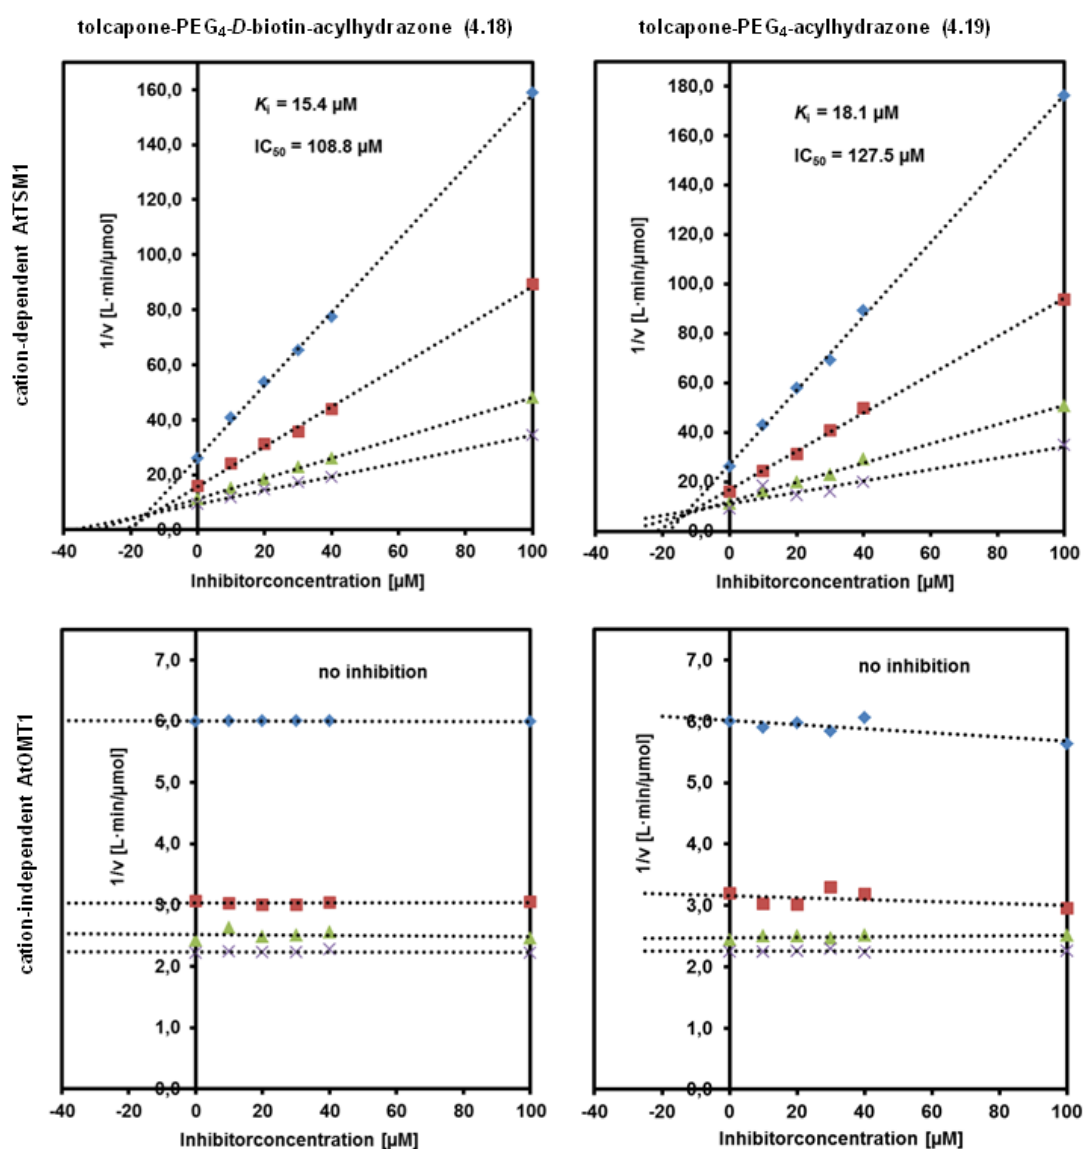 tolcapone-PEG4-D-biotin-acylhydrazone (4.18)
tolcapone-PEG4-acylhydrazone (4.19)
cation-dependent AtTSM1
160,0
140,0
120,0
100,0
80,0
60,0
40,0
20,0
0,0
1/v [L·min/µmol]
Ki = 15.4 µM
IC50 = 108.8 µM
-40 -20 0 20 40 60 80 100
Inhibitorconcentration [µM]
180,0
160,0
140,0
120,0
100,0
80,0
60,0
40,0
20,0
0,0
1/v [L·min/µmol]
Ki = 18.1 µM
IC50 = 127.5 µM
-40 -20 0 20 40 60 80 100
Inhibitorconcentration [µM]
cation-independent AtOMT1
7,0
6,0
5,0
4,0
3,0
2,0
1,0
0,0
1/v [L·min/µmol]
no inhibition
-40 -20 0 20 40 60 80 100
Inhibitorconcentration [µM]
7,0
6,0
5,0
4,0
3,0
2,0
1,0
0,0
1/v [L·min/µmol]
no inhibition
-40 -20 0 20 40 60 80 100
Inhibitorconcentration [µM]